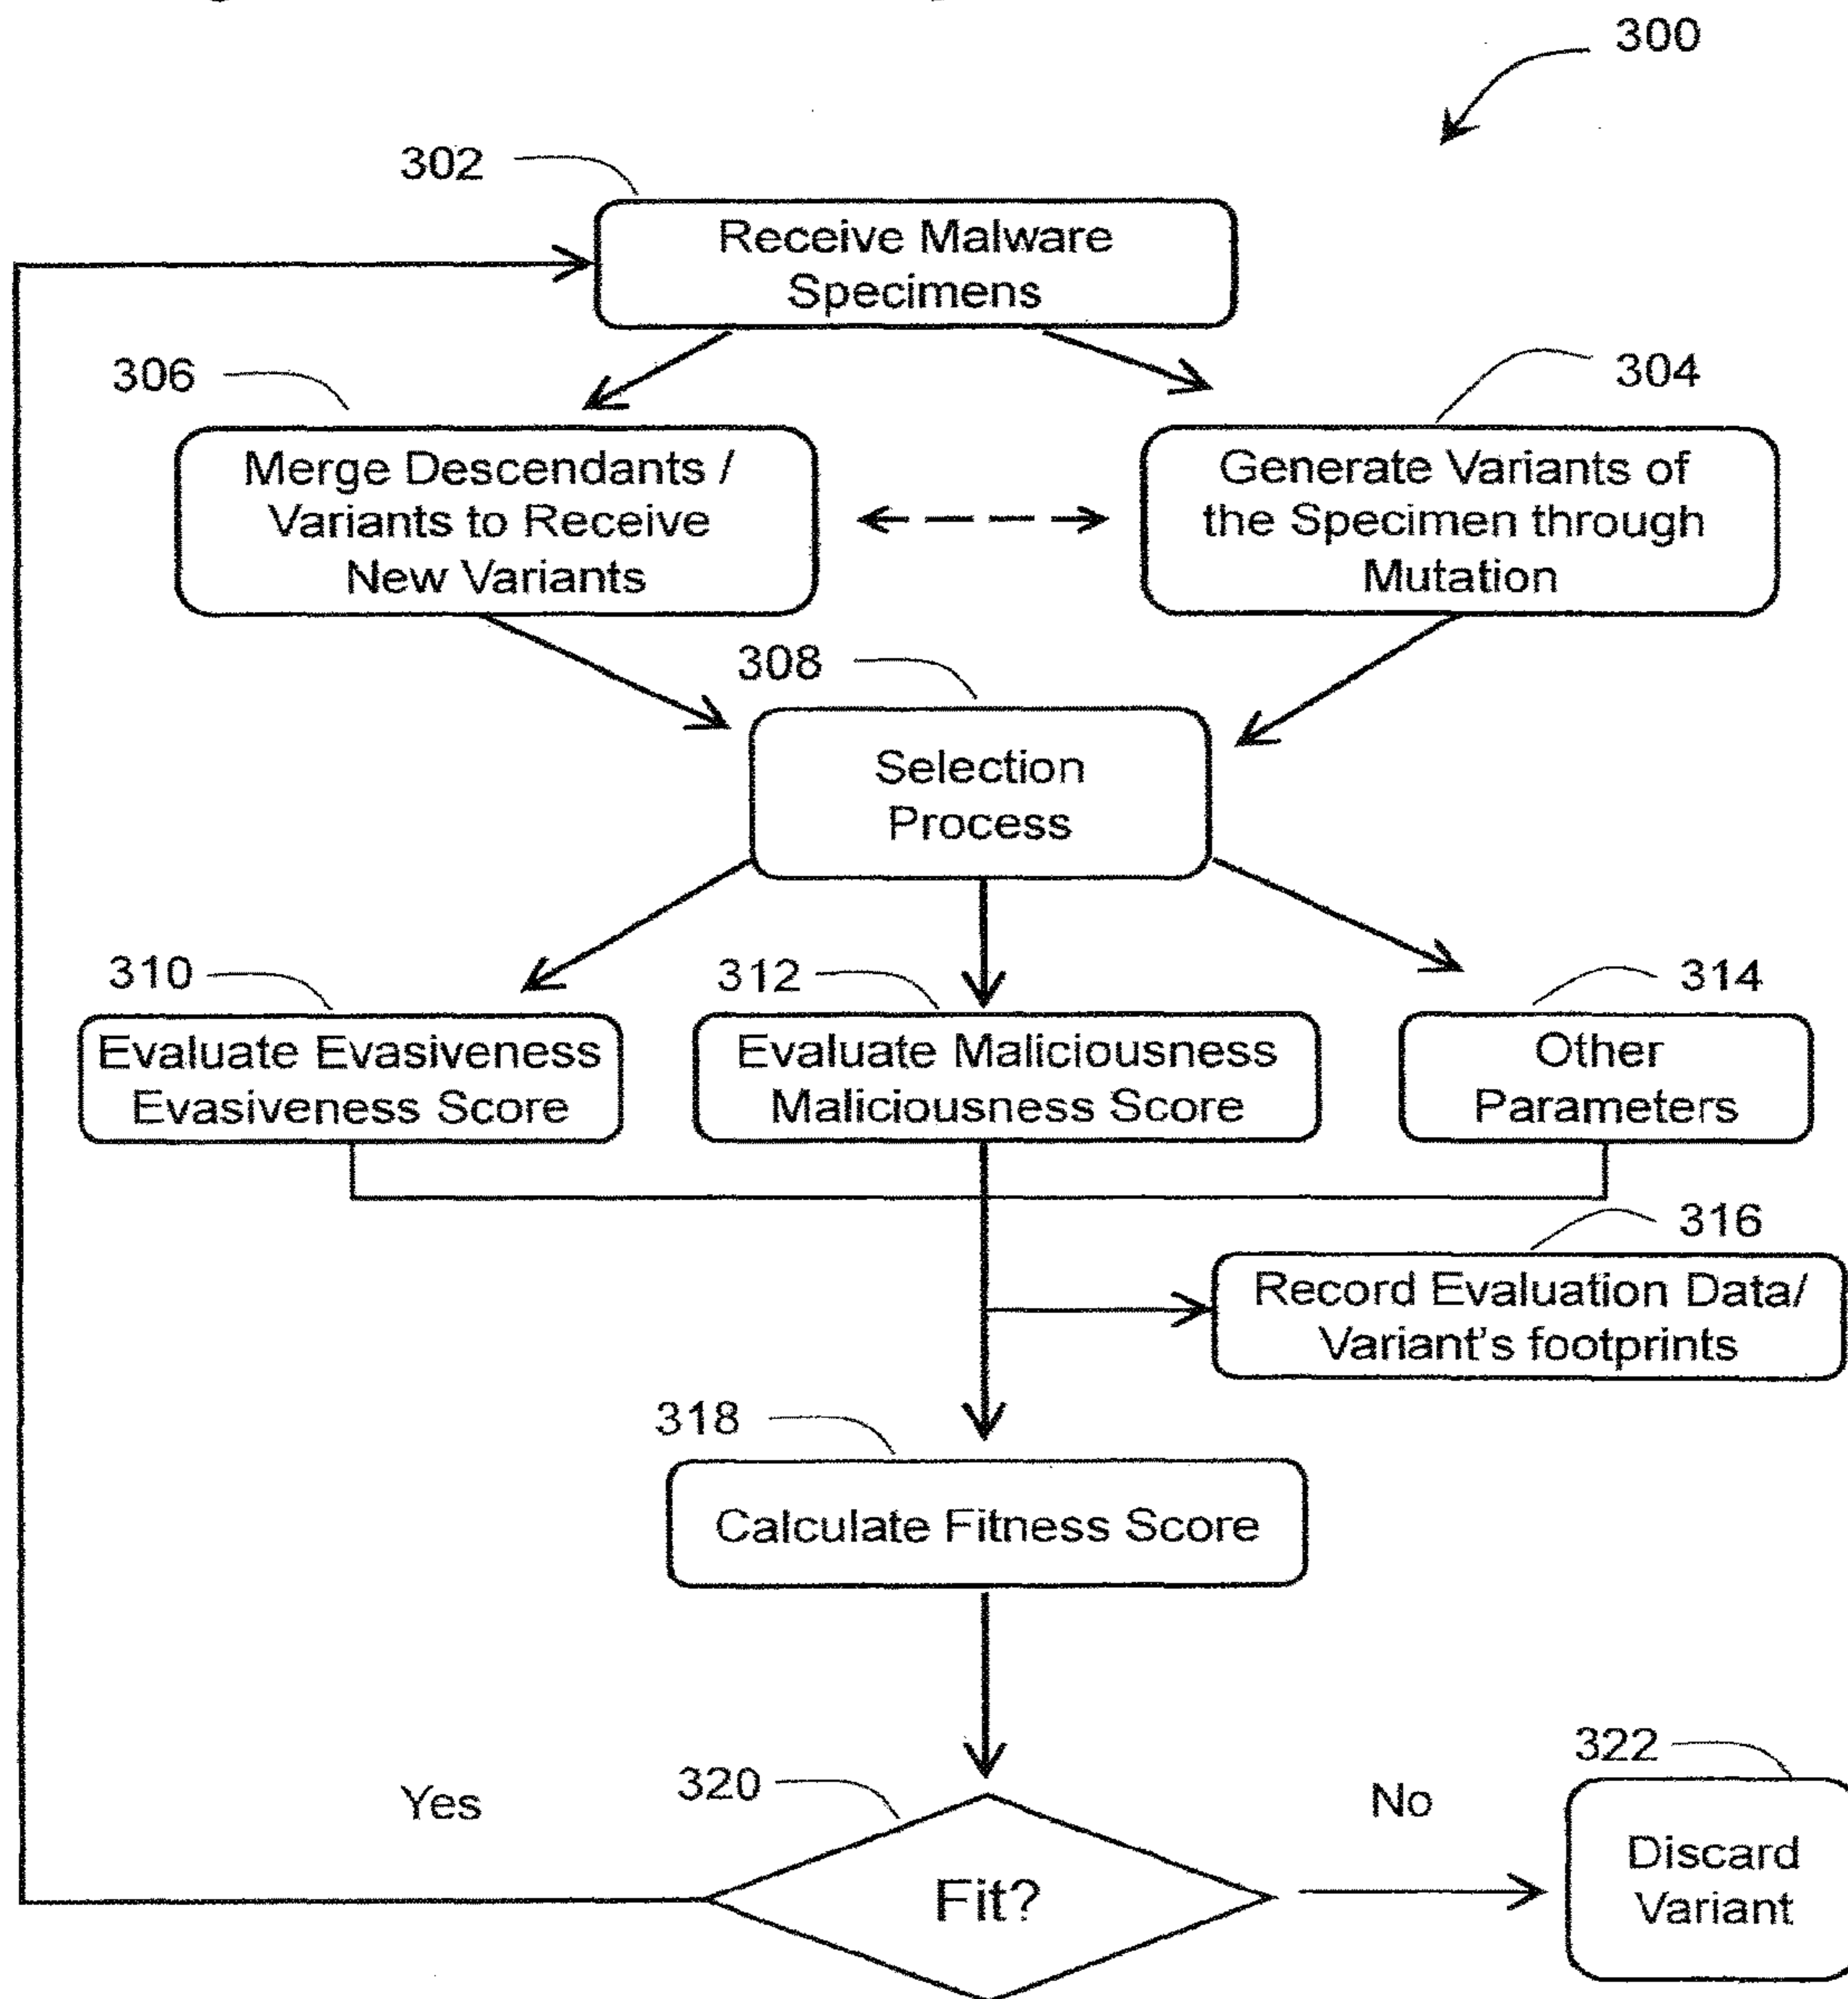 300
302
Receive Malware
Specimens
306
304
Merge Descendants /
Variants to Receive
New Variants
Generate Variants of
the Specimen through
Mutation
308
Selection
Process
310
312
314
Evaluate Evasiveness
Evasiveness Score
Evaluate Maliciousness
Maliciousness Score
Other
Parameters
316
Record Evaluation Data/
Variant's footprints
318
Calculate Fitness Score
322
320
Yes
No
Fit?
Discard
Variant